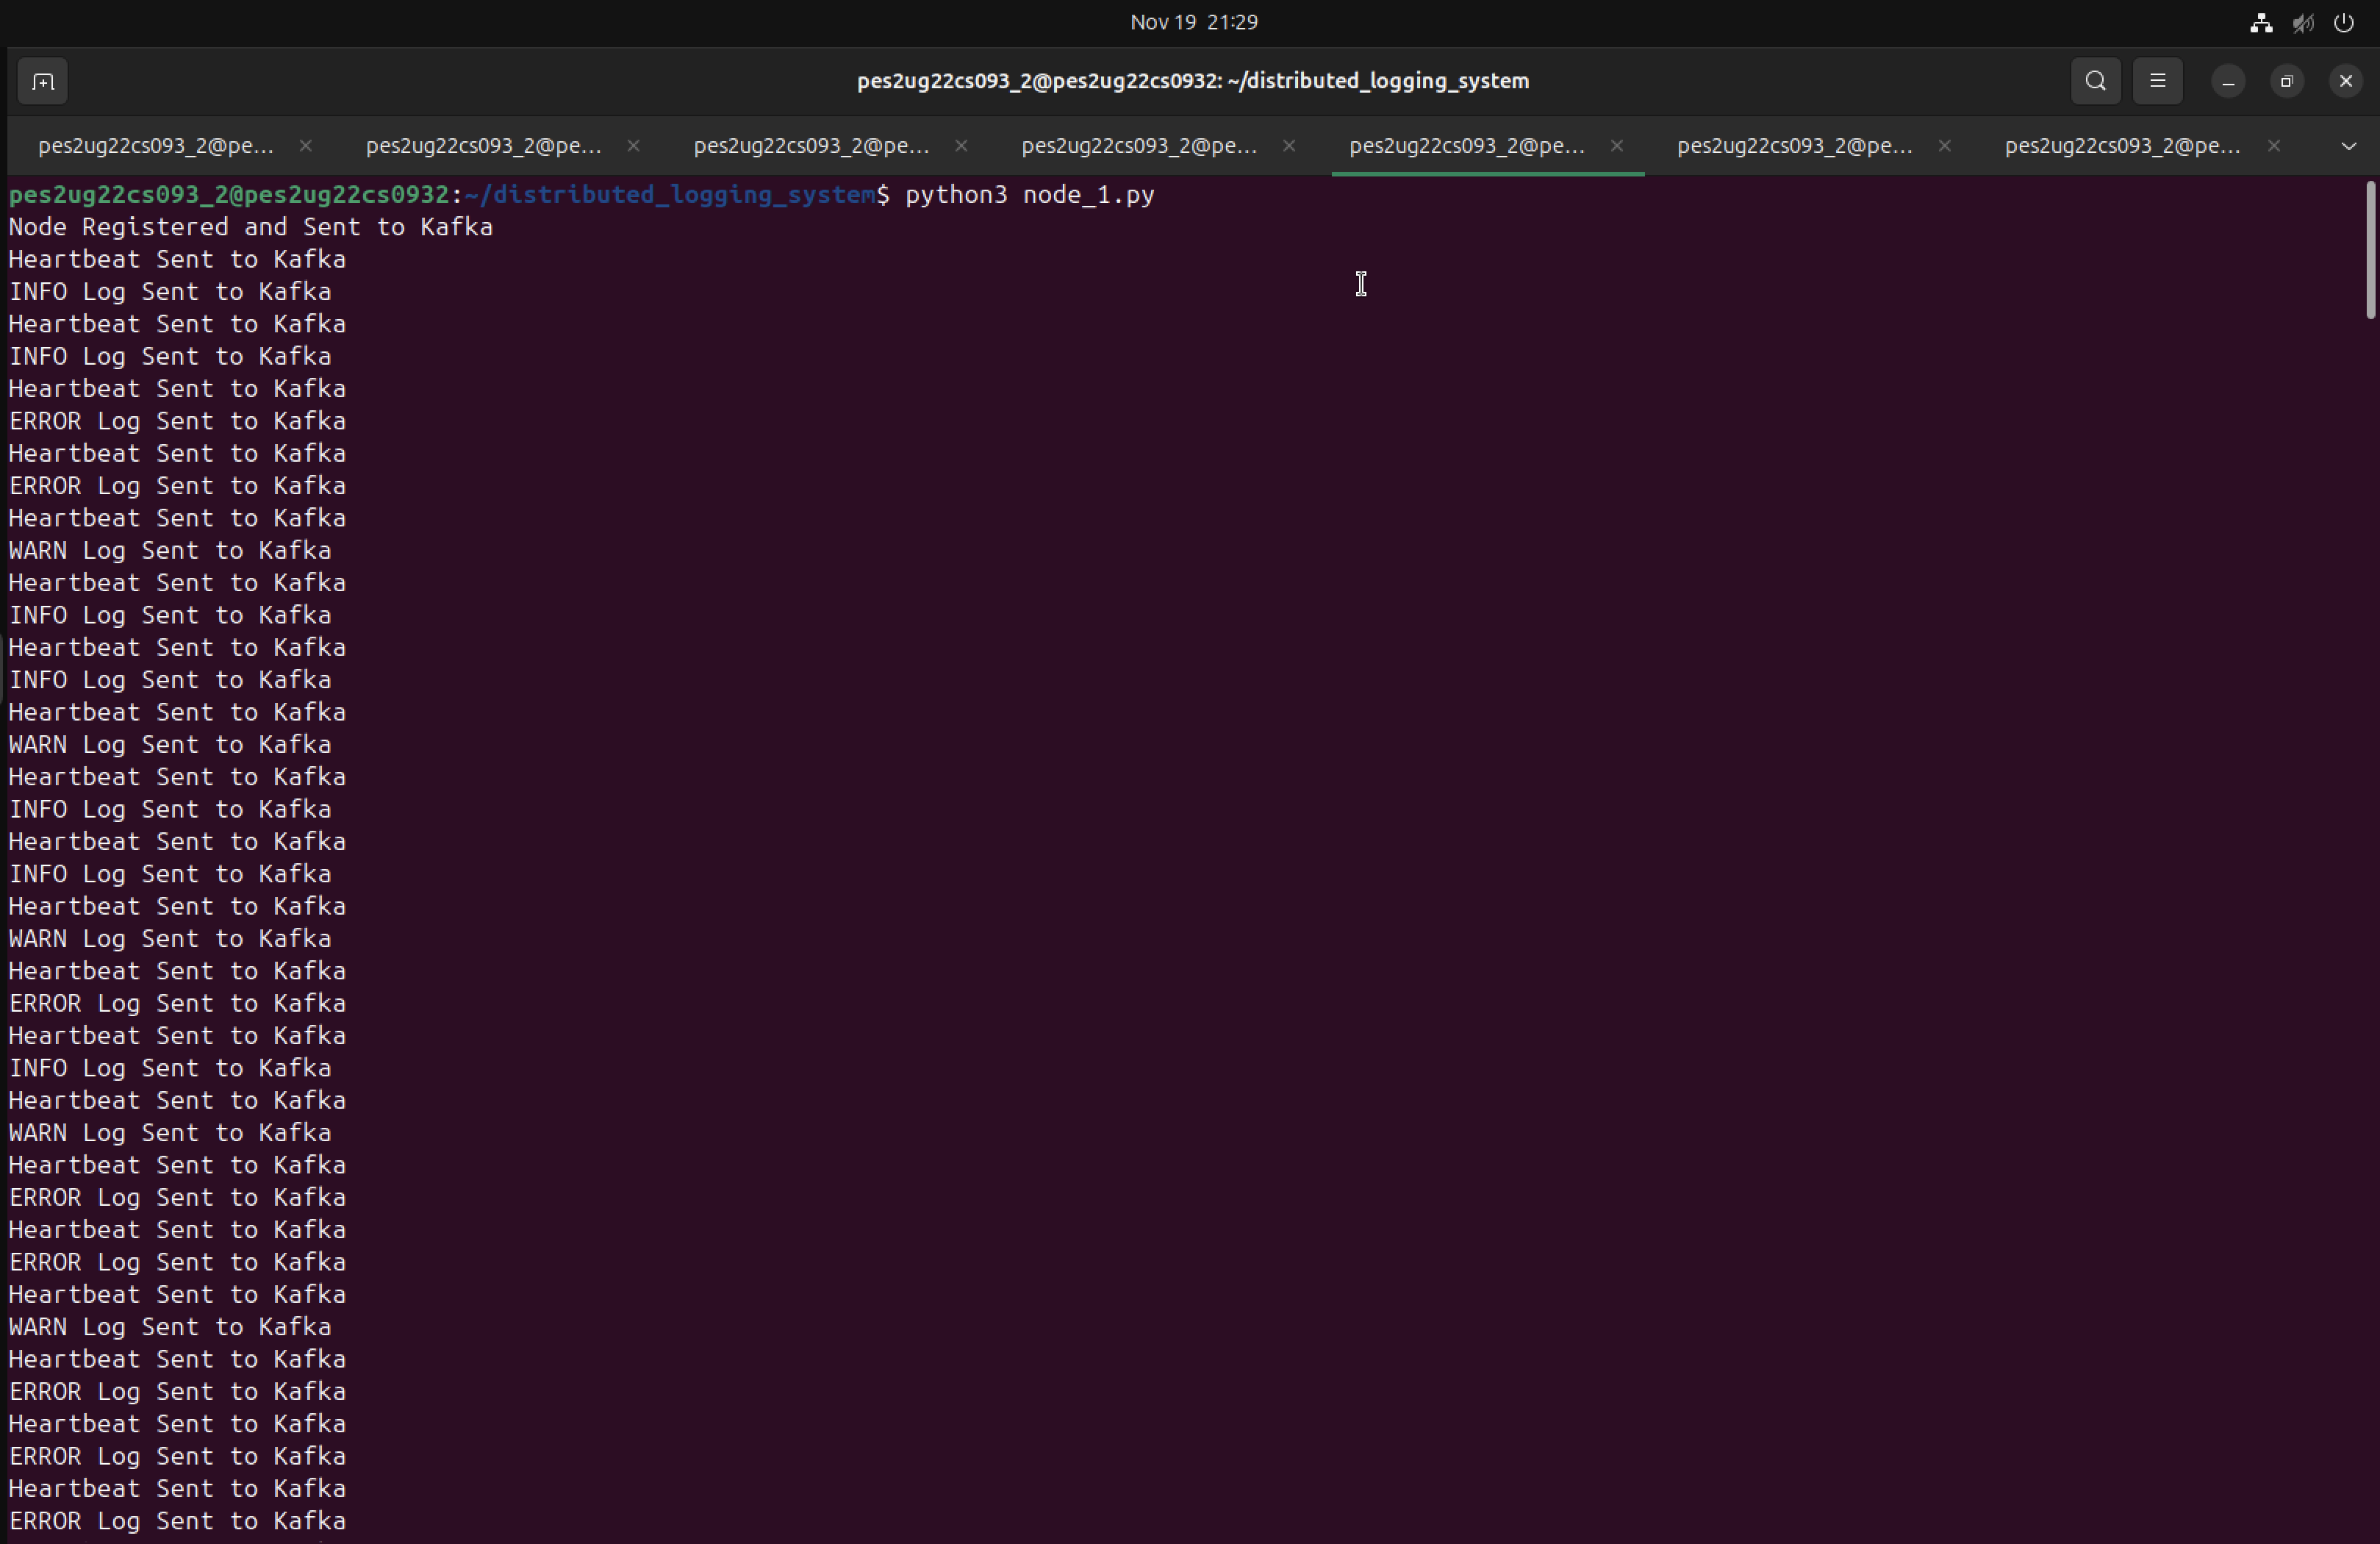 Nov 19 21:29
pes2ug22cs093_2@pes2ug22cs0932: ~/distributed_logging_system
pes2ug22cs093_2@pe... pes2ug22cs093_2@pe... pes2ug22cs093_2@pe... pes2ug22cs093_2@pe... pes2ug22cs093_2@pe... pes2ug22cs093_2@pe... pes2ug22cs093_2@pe...
pes2ug22cs093_2@pes2ug22cs0932:~/distributed_logging_system$ python3 node_1.py
Node Registered and Sent to Kafka
Heartbeat Sent to Kafka
INFO Log Sent to Kafka
Heartbeat Sent to Kafka
INFO Log Sent to Kafka
Heartbeat Sent to Kafka
ERROR Log Sent to Kafka
Heartbeat Sent to Kafka
ERROR Log Sent to Kafka
Heartbeat Sent to Kafka
WARN Log Sent to Kafka
Heartbeat Sent to Kafka
INFO Log Sent to Kafka
Heartbeat Sent to Kafka
INFO Log Sent to Kafka
Heartbeat Sent to Kafka
WARN Log Sent to Kafka
Heartbeat Sent to Kafka
INFO Log Sent to Kafka
Heartbeat Sent to Kafka
INFO Log Sent to Kafka
Heartbeat Sent to Kafka
WARN Log Sent to Kafka
Heartbeat Sent to Kafka
ERROR Log Sent to Kafka
Heartbeat Sent to Kafka
INFO Log Sent to Kafka
Heartbeat Sent to Kafka
WARN Log Sent to Kafka
Heartbeat Sent to Kafka
ERROR Log Sent to Kafka
Heartbeat Sent to Kafka
ERROR Log Sent to Kafka
Heartbeat Sent to Kafka
WARN Log Sent to Kafka
Heartbeat Sent to Kafka
ERROR Log Sent to Kafka
Heartbeat Sent to Kafka
ERROR Log Sent to Kafka
Heartbeat Sent to Kafka
ERROR Log Sent to Kafka